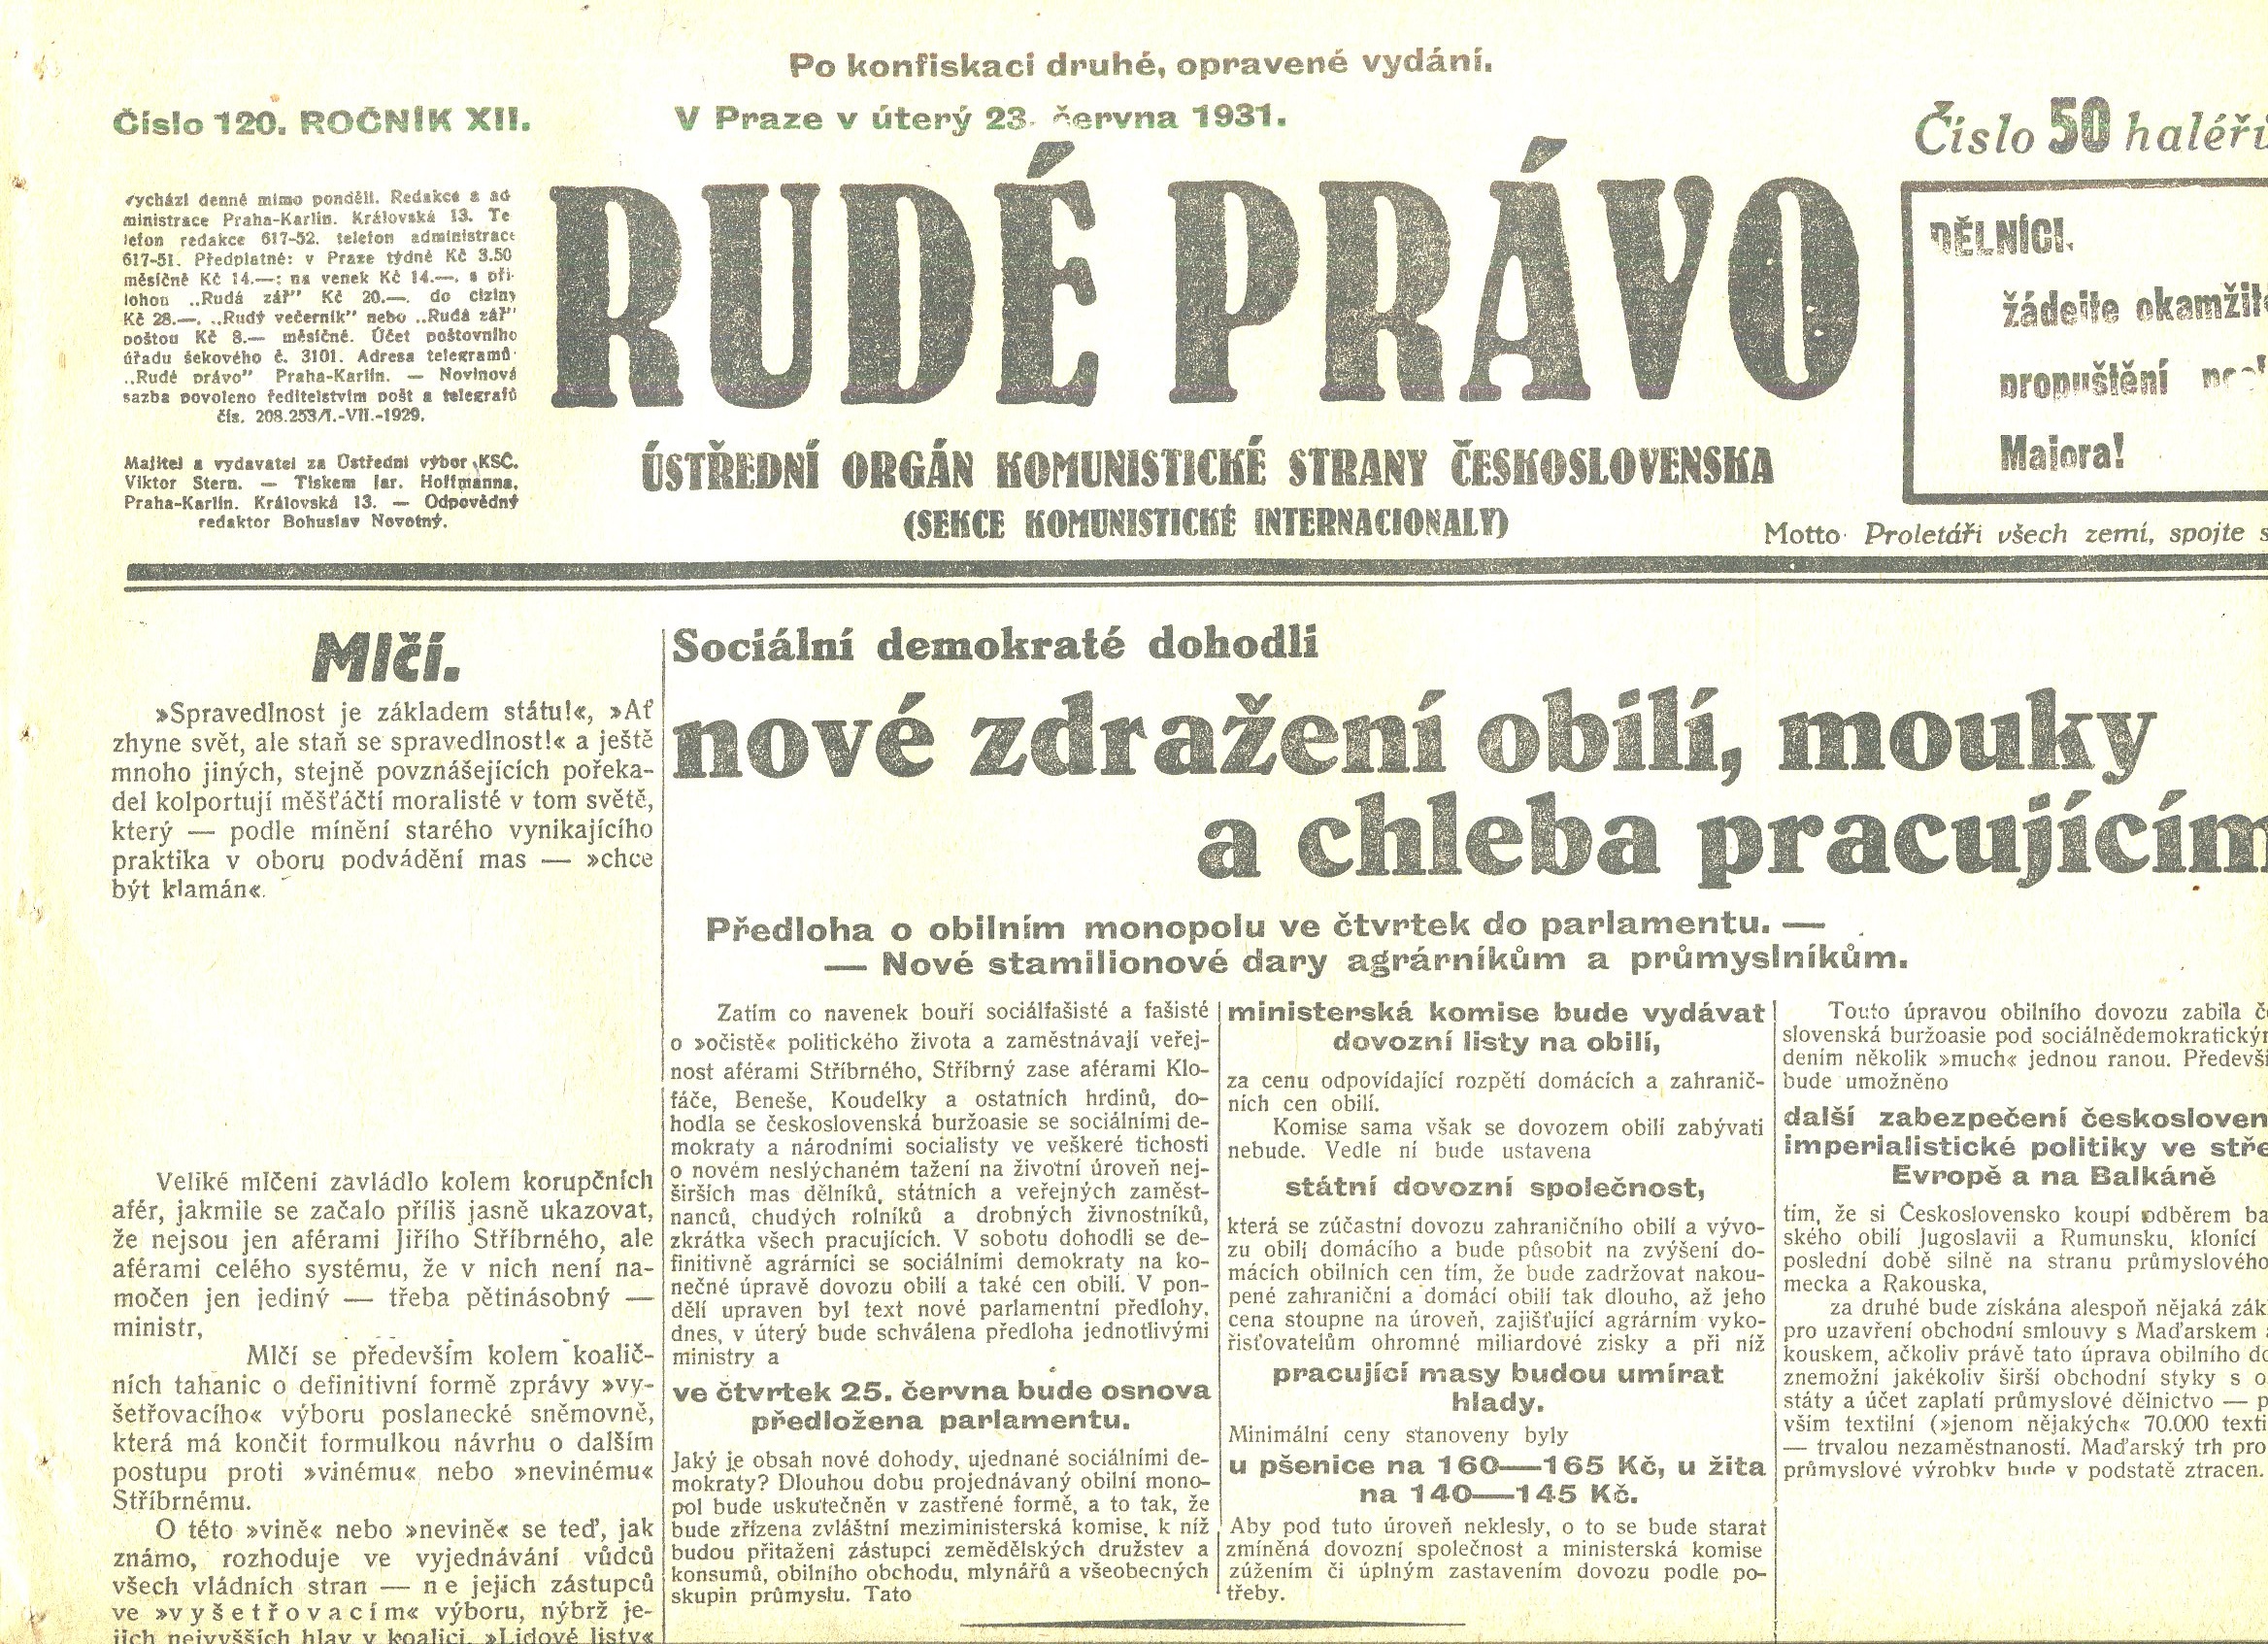 Po konfiskaci druhé, opravené vydání.
Číslo 120. ROČNÍK XII.
V Praze v úterý 23. června 1931.
Číslo 50 haléřů
vychází denně mimo pondělí. Redakce a ad-
ministrace Praha-Karlín. Královská 13. Te
lefon redakce 617-52. telefon administrace
617-51. Předplatné: v Praze týdně Kč 3.50
měsíčně Kč 14.—: na venek Kč 14.—. s pří-
lohou „Rudá zář" Kč 20.—. do ciziny
Kč 28.—. „Rudý večerník" nebo „Rudá zář"
poštou Kč 8.— měsíčně. Účet poštovního
úřadu šekového č. 3101. Adresa telegramů:
„Rudé právo" Praha-Karlín. — Novinová
sazba povoleno ředitelstvím pošt a telegrafů
čís. 208.253/I.-VII.-1929.
Majitel a vydavatel za Ústřední výbor KSČ.
Viktor Stern. — Tiskem Jar. Hoffmanna,
Praha-Karlín. Královská 13. — Odpovědný
redaktor Bohuslav Novotný.
RUDÉ PRÁVO
ÚSTŘEDNÍ ORGÁN KOMUNISTICKÉ STRANY ČESKOSLOVENSKA
(SEKCE KOMUNISTICKÉ INTERNACIONALY)
DĚLNÍCI,
žádejte okamžité
propuštění
Majora!
Motto: Proletáři všech zemí, spojte s
Mlčí.
»Spravedlnost je základem státu!«, »Ať
zhyne svět, ale staň se spravedlnost!« a ještě
mnoho jiných, stejně povznášejících pořeka-
del kolportují měšťáčtí moralisté v tom světě,
který — podle mínění starého vynikajícího
praktika v oboru podvádění mas — »chce
být klamán«.
Veliké mlčení zavládlo kolem korupčních
afér, jakmile se začalo příliš jasně ukazovat,
že nejsou jen aférami Jiřího Stříbrného, ale
aférami celého systému, že v nich není na-
močen jen jediný — třeba pětinásobný —
ministr,
Mlčí se především kolem koalič-
ních tahanic o definitivní formě zprávy »vy-
šetřovacího« výboru poslanecké sněmovně,
která má končit formulkou návrhu o dalším
postupu proti »vinému« nebo »nevinému«
Stříbrnému.
O této »vině« nebo »nevině« se teď, jak
známo, rozhoduje ve vyjednávání vůdců
všech vládních stran — ne jejich zástupců
ve »vyšetřovacím« výboru, nýbrž je-
jich nejvyšších hlav v koalici. »Lidové listy«
Sociální demokraté dohodli
nové zdražení obilí, mouky
a chleba pracujícím
Předloha o obilním monopolu ve čtvrtek do parlamentu. —
— Nové stamilionové dary agrárníkům a průmyslníkům.
Zatím co navenek bouří sociálfašisté a fašisté
o »očistě« politického života a zaměstnávají veřej-
nost aférami Stříbrného, Stříbrný zase aférami Klo-
fáče, Beneše, Koudelky a ostatních hrdinů, do-
hodla se československá buržoasie se sociálními de-
mokraty a národními socialisty ve veškeré tichosti
o novém neslýchaném tažení na životní úroveň nej-
širších mas dělníků, státních a veřejných zaměst-
nanců, chudých rolníků a drobných živnostníků,
zkrátka všech pracujících. V sobotu dohodli se de-
finitivně agrárníci se sociálními demokraty na ko-
nečné úpravě dovozu obilí a také cen obilí. V pon-
dělí upraven byl text nové parlamentní předlohy,
dnes, v úterý bude schválena předloha jednotlivými
ministry a
ve čtvrtek 25. června bude osnova
předložena parlamentu.
Jaký je obsah nové dohody, ujednané sociálními de-
mokraty? Dlouhou dobu projednávaný obilní mono-
pol bude uskutečněn v zastřené formě, a to tak, že
bude zřízena zvláštní meziministerská komise, k níž
budou přitaženi zástupci zemědělských družstev a
konsumů, obilního obchodu, mlynářů a všeobecných
skupin průmyslu. Tato
ministerská komise bude vydávat
dovozní listy na obilí,
za cenu odpovídající rozpětí domácích a zahranič-
ních cen obilí.
Komise sama však se dovozem obilí zabývati
nebude. Vedle ní bude ustavena
státní dovozní společnost,
která se zúčastní dovozu zahraničního obilí a vývo-
zu obilí domácího a bude působit na zvýšení do-
mácích obilních cen tím, že bude zadržovat nakou-
pené zahraniční a domácí obilí tak dlouho, až jeho
cena stoupne na úroveň, zajišťující agrárním vyko-
řisťovatelům ohromné miliardové zisky a při níž
pracující masy budou umírat
hlady.
Minimální ceny stanoveny byly
u pšenice na 160—165 Kč, u žita
na 140—145 Kč.
Aby pod tuto úroveň neklesly, o to se bude starat
zmíněná dovozní společnost a ministerská komise
zúžením či úplným zastavením dovozu podle po-
třeby.
Touto úpravou obilního dovozu zabila če
slovenská buržoasie pod sociálnědemokratickým
dením několik »much« jednou ranou. Předevší
bude umožněno
další zabezpečení českosloven
imperialistické politiky ve stře
Evropě a na Balkáně
tím, že si Československo koupí odběrem ba
ského obilí Jugoslavii a Rumunsku, klonící
poslední době silně na stranu průmyslového
mecka a Rakouska,
za druhé bude získána alespoň nějaká zák
pro uzavření obchodní smlouvy s Maďarskem
kouskem, ačkoliv právě tato úprava obilního do
znemožní jakékoliv širší obchodní styky s o
státy a účet zaplatí průmyslové dělnictvo — p
vším textilní (»jenom nějakých« 70.000 texti
— trvalou nezaměstnaností. Maďarský trh pro
průmyslové výrobky bude v podstatě ztracen.